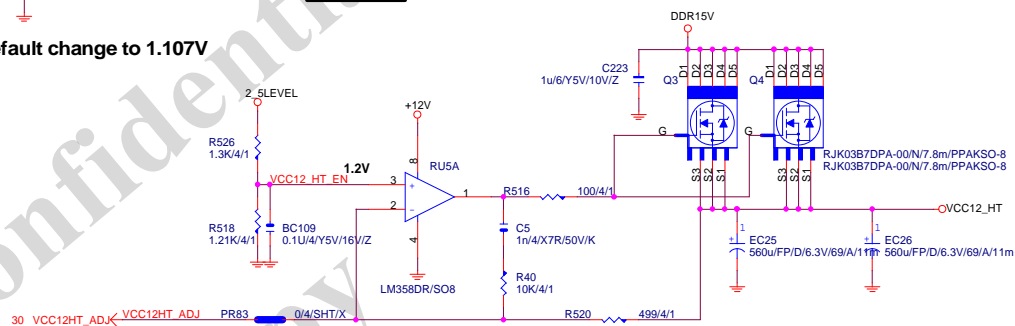 efault change to 1.107V
DDR15V
C223
1u/6/Y5V/10V/Z
D1
D2
D3
D4
D5
Q3
D1
D2
D3
D4
D5
Q4
G
G
S3
S2
S1
S3
S2
S1
RJK03B7DPA-00/N/7.8m/PPAKSO-8
RJK03B7DPA-00/N/7.8m/PPAKSO-8
2_5LEVEL
+12V
R526
1.3K/4/1
1.2V
VCC12_HT_EN
RU5A
8
3
+
2
-
1
4
R518
1.21K/4/1
BC109
0.1U/4/Y5V/16V/Z
LM358DR/SO8
R516
100/4/1
C5
1n/4/X7R/50V/K
R40
10K/4/1
VCC12_HT
1
+
EC25
560u/FP/D/6.3V/69/A/11m
1
+
EC26
560u/FP/D/6.3V/69/A/11m
30 VCC12HT_ADJ
VCC12HT_ADJ
PR83
0/4/SHT/X
R520
499/4/1
onfidenti
ny